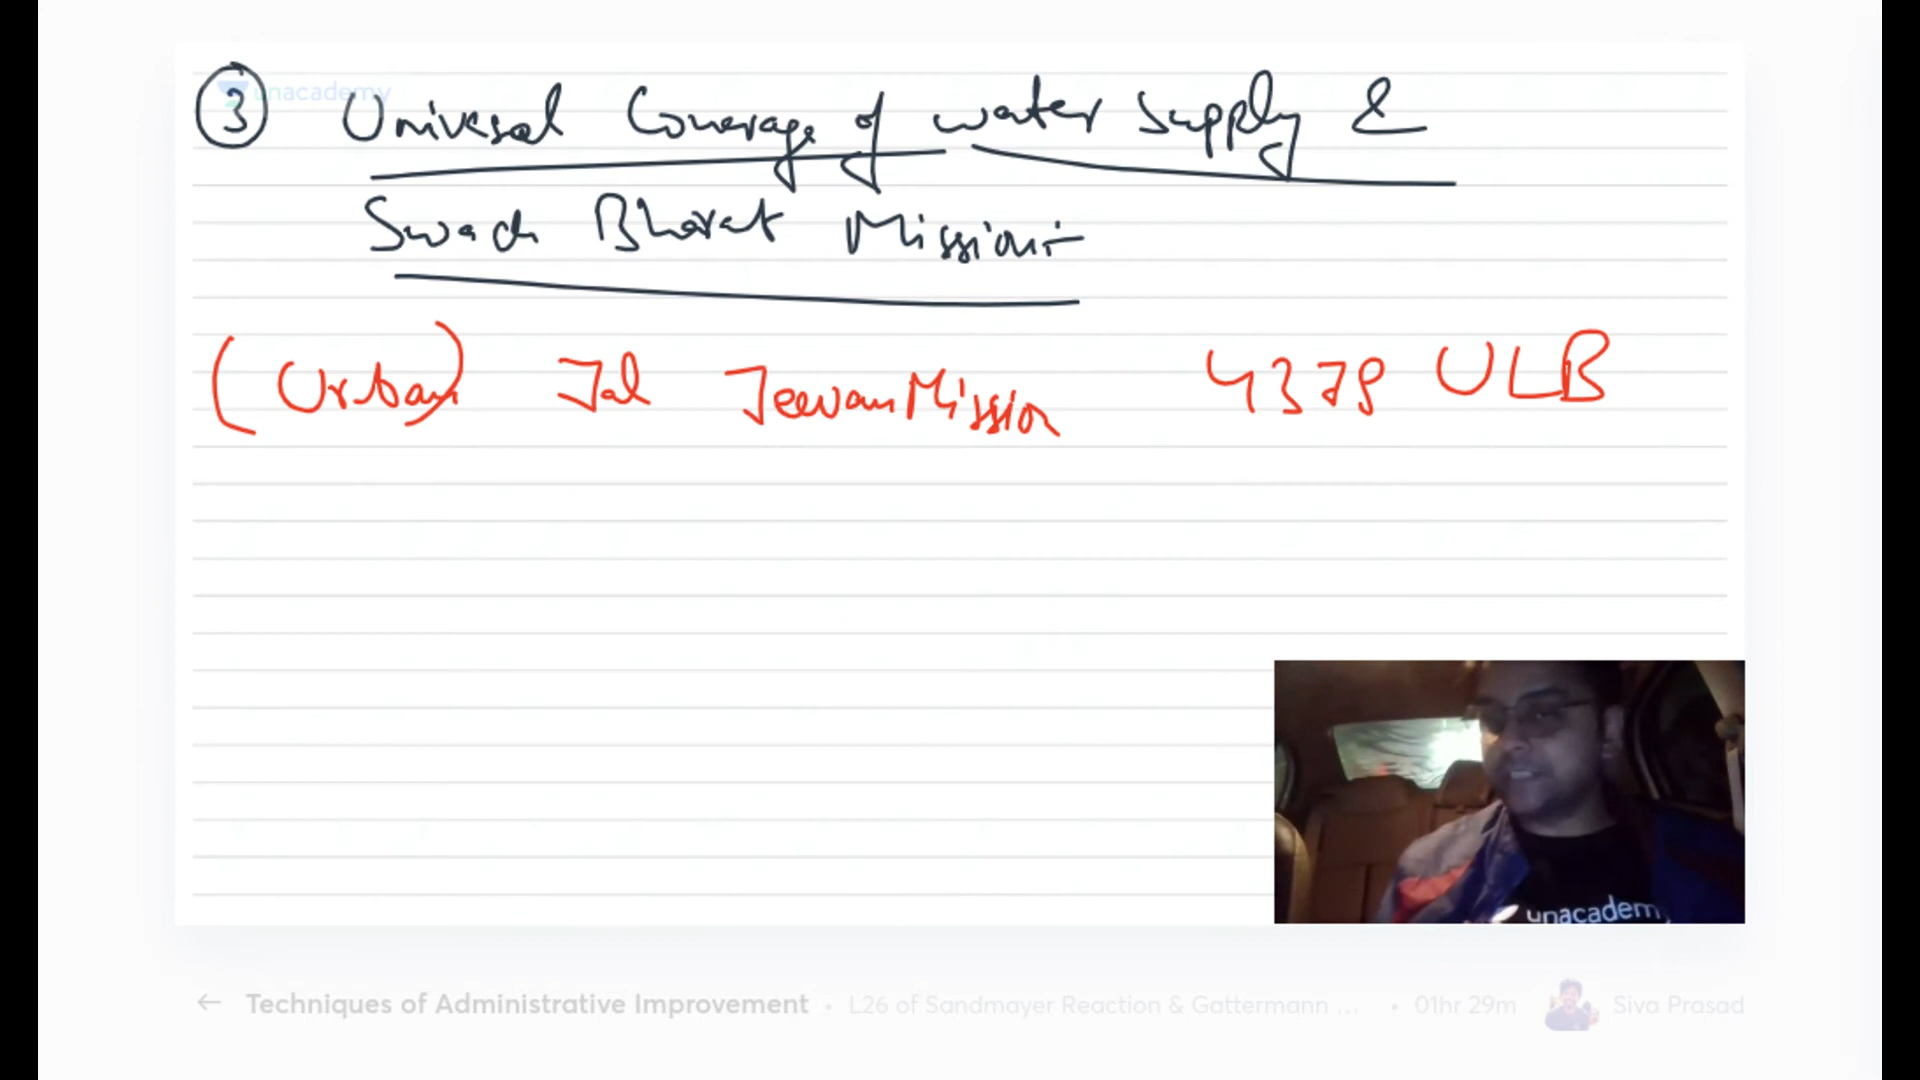 unacademy
③ Universal Coverage of water Supply &
Swach Bharat Mission:-
(Urban) Jal Jeevan Mission 4378 ULB
unacademy
← Techniques of Administrative Improvement • L26 of Sandmayer Reaction & Gattermann ... • 01hr 29m Siva Prasad